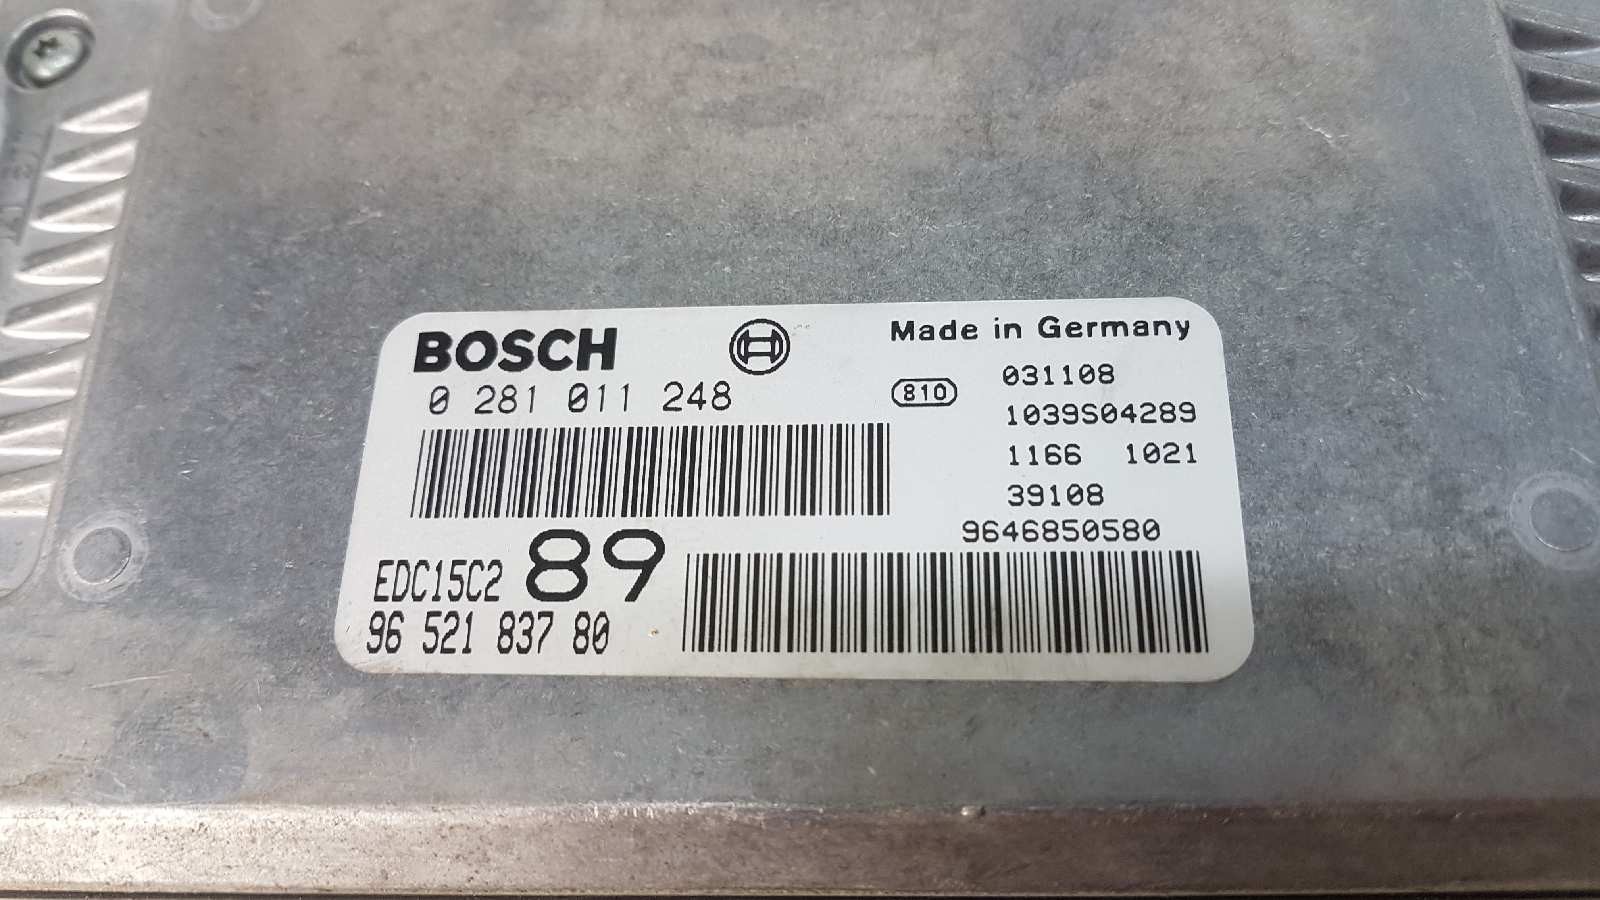 BOSCH
Made in Germany
0 281 011 248
810
031108
1039S04289
1166 1021
39108
9646850580
EDC15C2 89
96 521 837 80